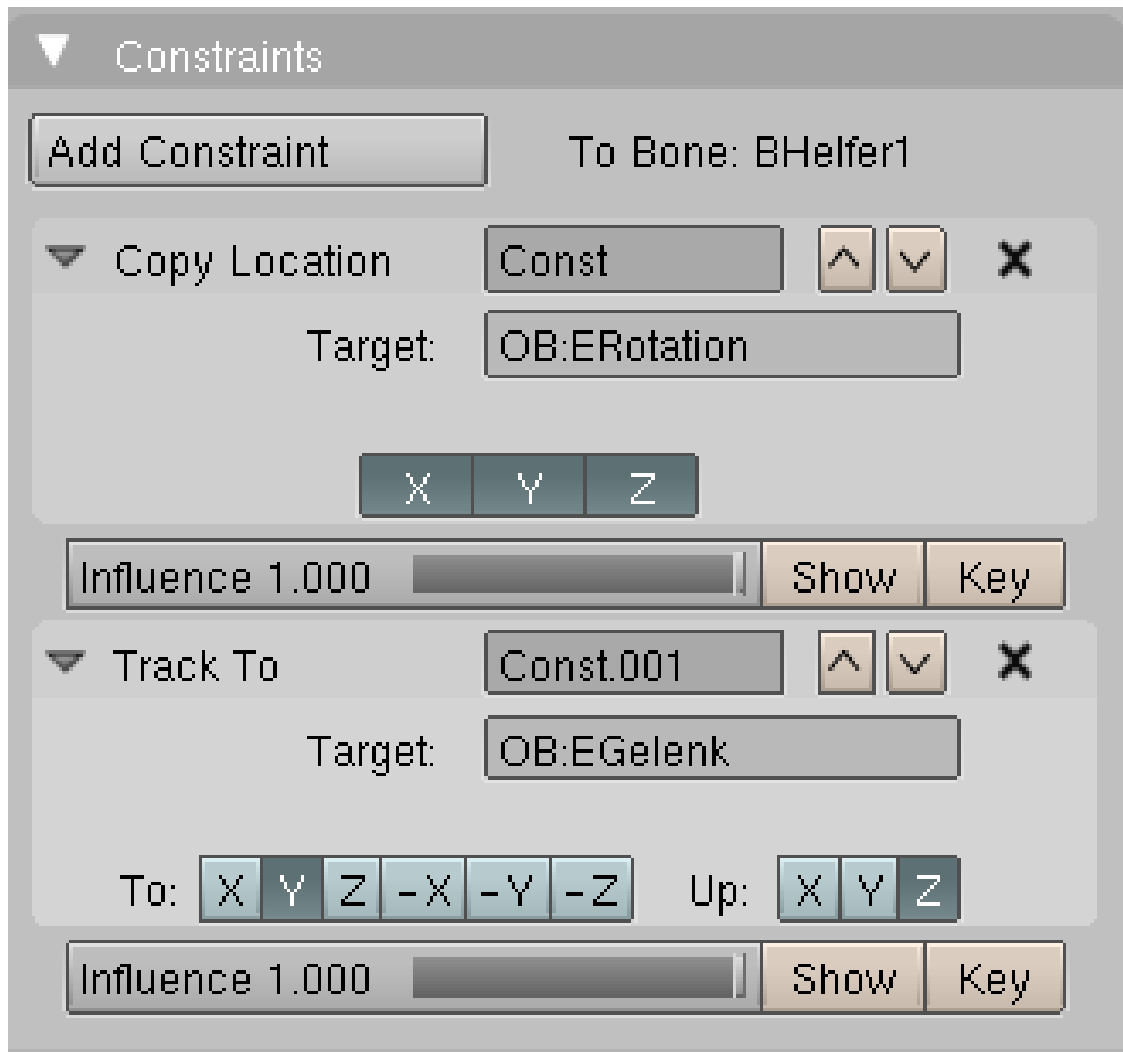 Constraints
Add Constraint To Bone: BHelfer1
Copy Location Const
Target: OB:ERotation
X Y Z
Influence 1.000 Show Key
Track To Const.001
Target: OB:EGelenk
To: X Y Z -X -Y -Z Up: X Y Z
Influence 1.000 Show Key